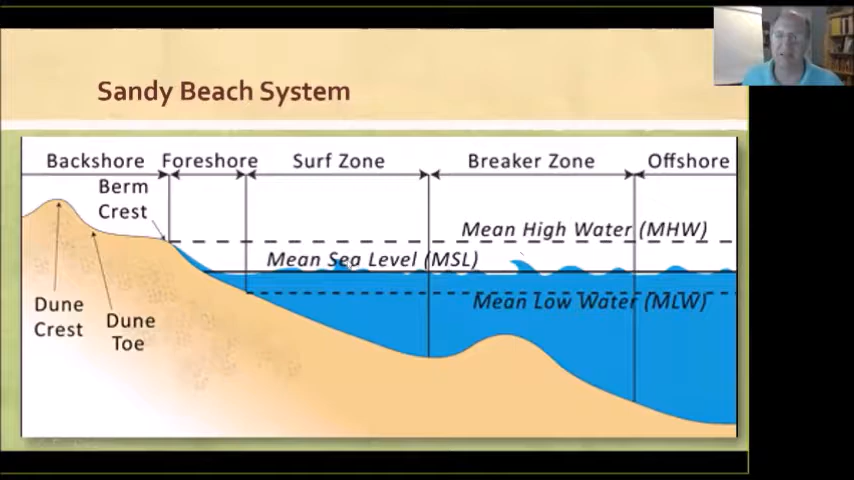 Sandy Beach System
Backshore Foreshore Surf Zone Breaker Zone Offshore
Berm
Crest
Mean High Water (MHW)
Mean Sea Level (MSL)
Mean Low Water (MLW)
Dune
Crest
Dune
Toe